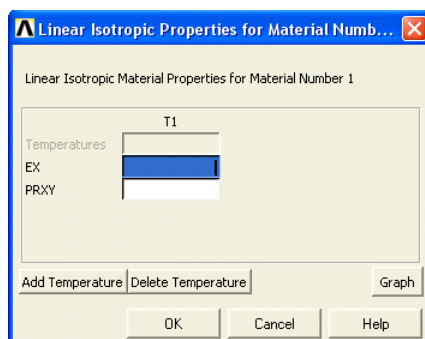 Linear Isotropic Properties for Material Numb...
Linear Isotropic Material Properties for Material Number 1
T1
Temperatures
EX
PRXY
Add Temperature Delete Temperature Graph
OK Cancel Help